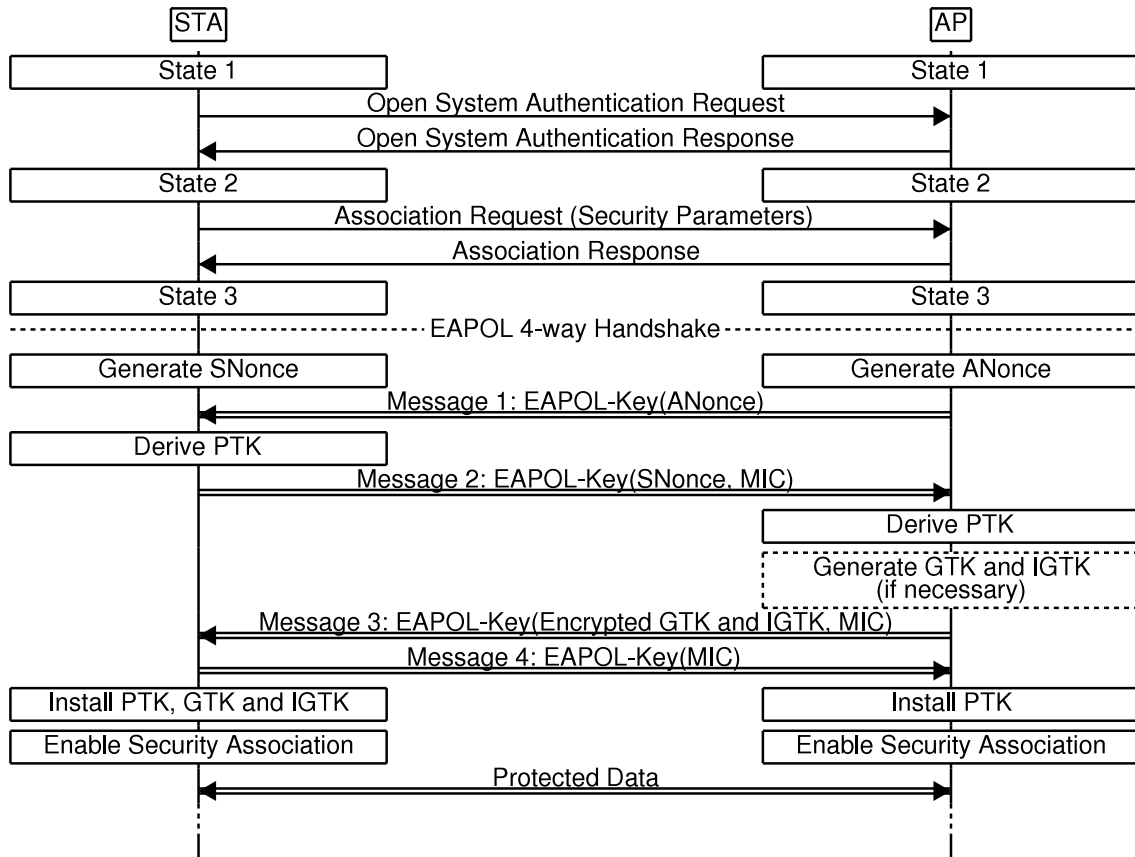 STA AP
State 1 State 1
Open System Authentication Request
Open System Authentication Response
State 2 State 2
Association Request (Security Parameters)
Association Response
State 3 State 3
EAPOL 4-way Handshake
Generate SNonce Generate ANonce
Message 1: EAPOL-Key(ANonce)
Derive PTK
Message 2: EAPOL-Key(SNonce, MIC)
Derive PTK
Generate GTK and IGTK
(if necessary)
Message 3: EAPOL-Key(Encrypted GTK and IGTK, MIC)
Message 4: EAPOL-Key(MIC)
Install PTK, GTK and IGTK Install PTK
Enable Security Association Enable Security Association
Protected Data